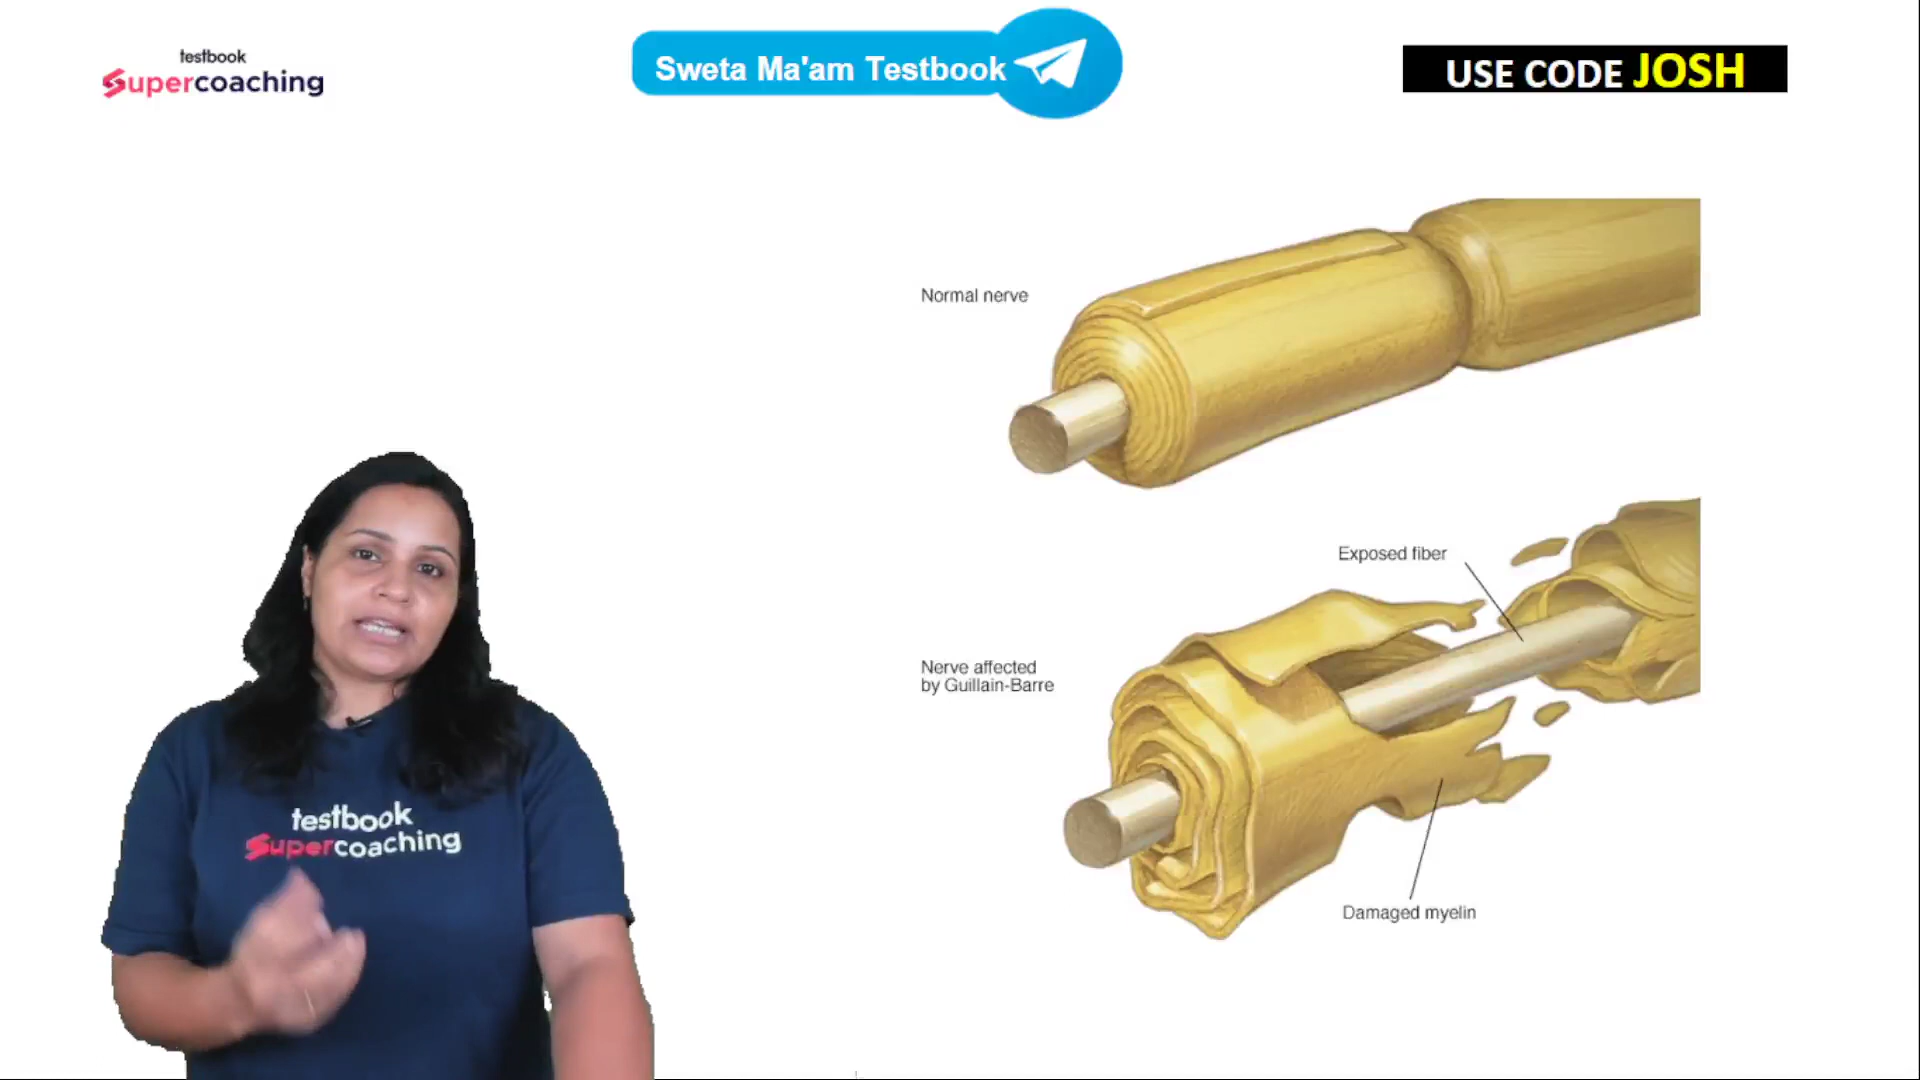 testbook
Supercoaching
Sweta Ma'am Testbook
USE CODE JOSH
Normal nerve
Exposed fiber
Nerve affected
by Guillain-Barre
testbook
Supercoaching
Damaged myelin